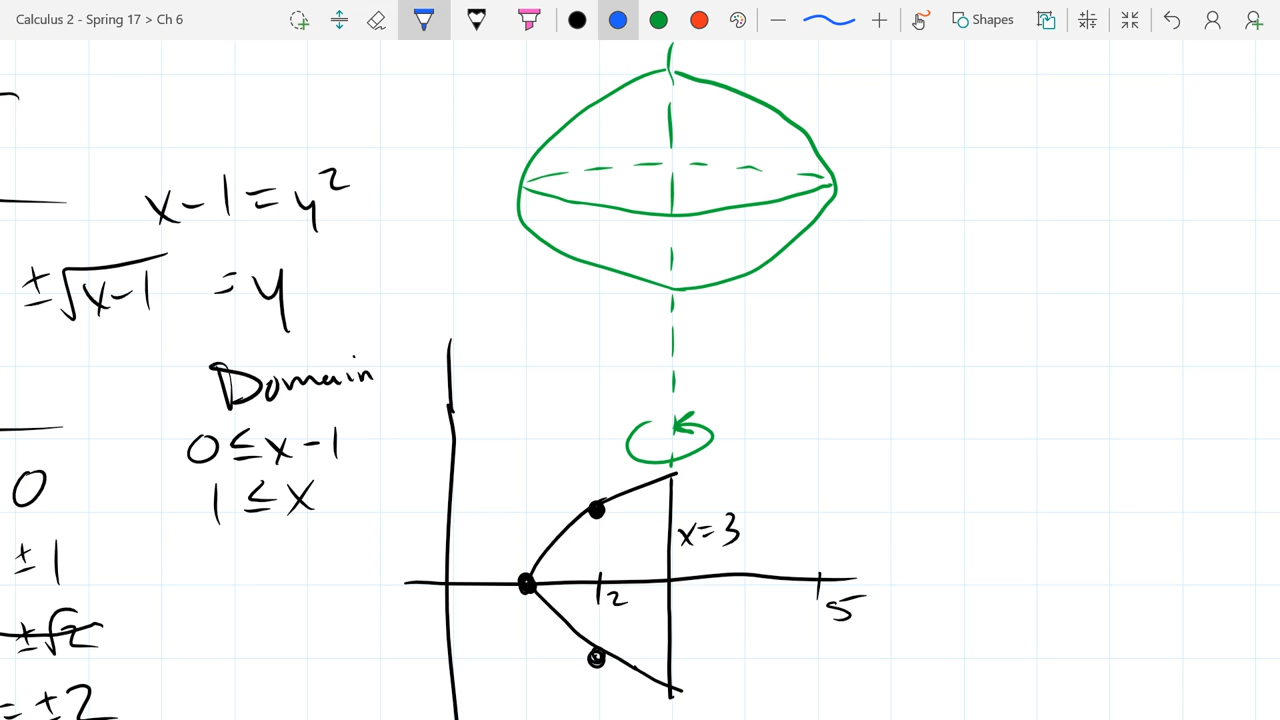 Calculus 2 - Spring 17 > Ch 6
Shapes
x-1=y²
±√x-1 = y
Domain
0≤x-1
1≤x
0
±1
±√2
=±2
x=3
2
5